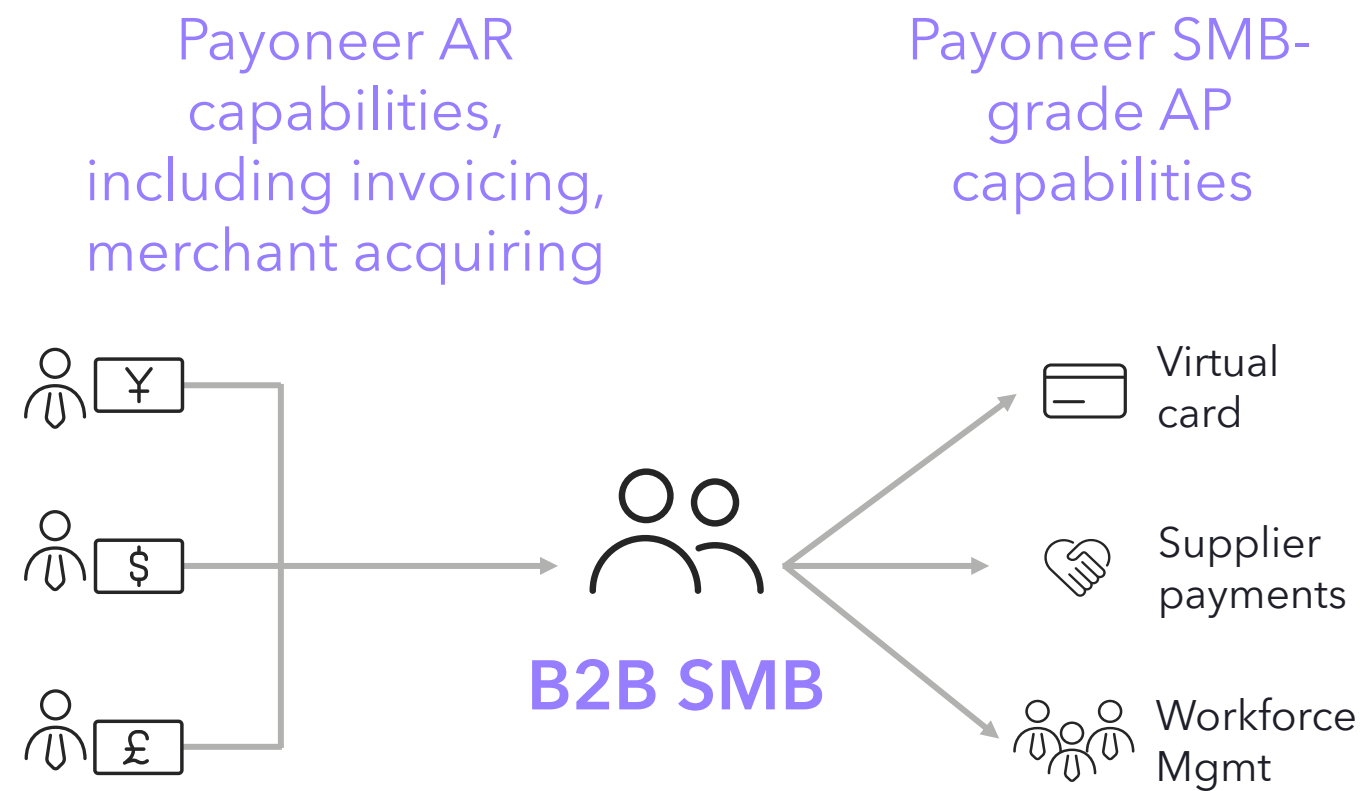 Payoneer AR
capabilities,
including invoicing,
merchant acquiring
Payoneer SMB-
grade AP
capabilities
¥
$
£
B2B SMB
Virtual
card
Supplier
payments
Workforce
Mgmt